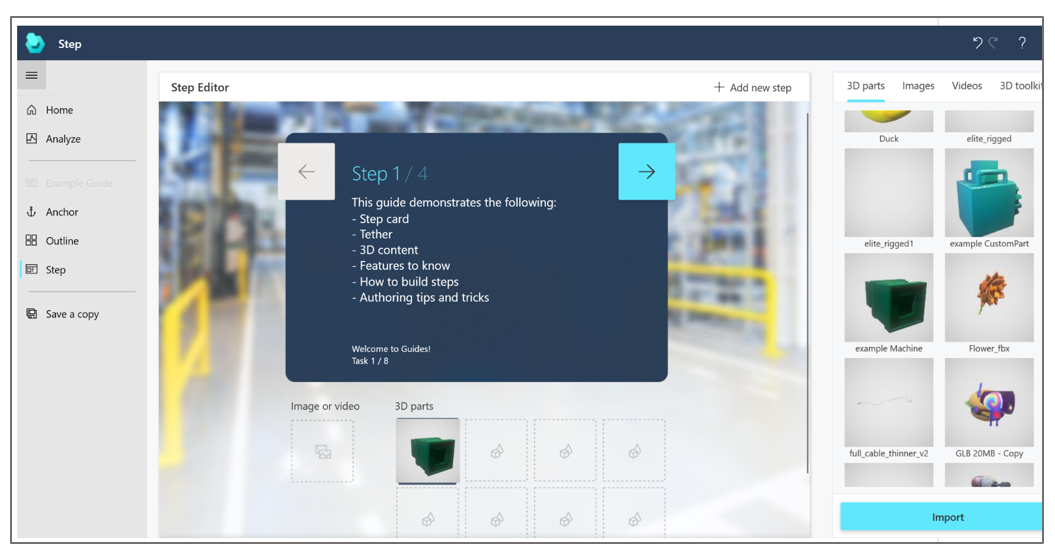 Step
Home
Analyze
Example Guide
Anchor
Outline
Step
Save a copy
Step Editor
+ Add new step
Step 1 / 4
This guide demonstrates the following:
- Step card
- Tether
- 3D content
- Features to know
- How to build steps
- Authoring tips and tricks
Welcome to Guides!
Task 1 / 8
Image or video
3D parts
3D parts Images Videos 3D toolkit
Duck elite_rigged
elite_rigged1 example CustomPart
example Machine Flower_fbx
full_cable_thinner_v2 GLB 20MB - Copy
Import